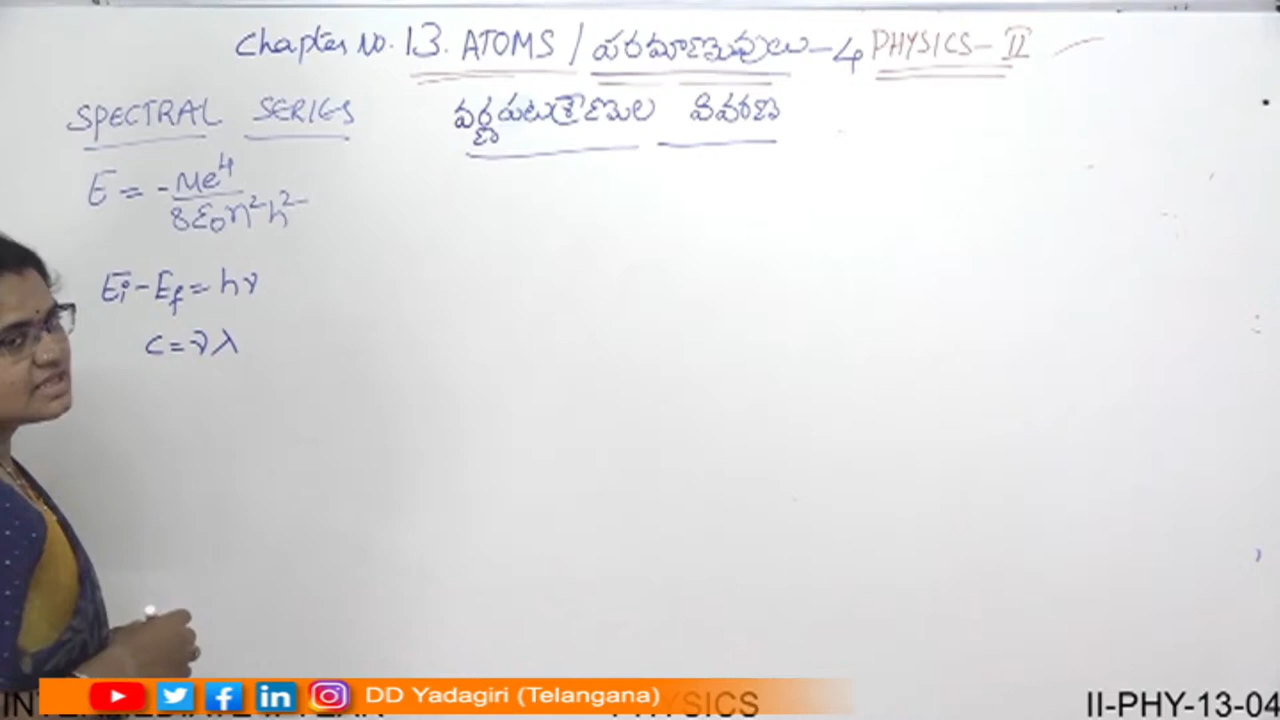 Chapter No. 13. ATOMS / పరమాణువులు - 4 PHYSICS - II
SPECTRAL SERIES వర్ణపటశ్రేణుల వివరణ
E = -Me⁴/8ε₀n²h²
Ei - Ef = hν
c = νλ
DD Yadagiri (Telangana)
PHYSICS
II-PHY-13-04